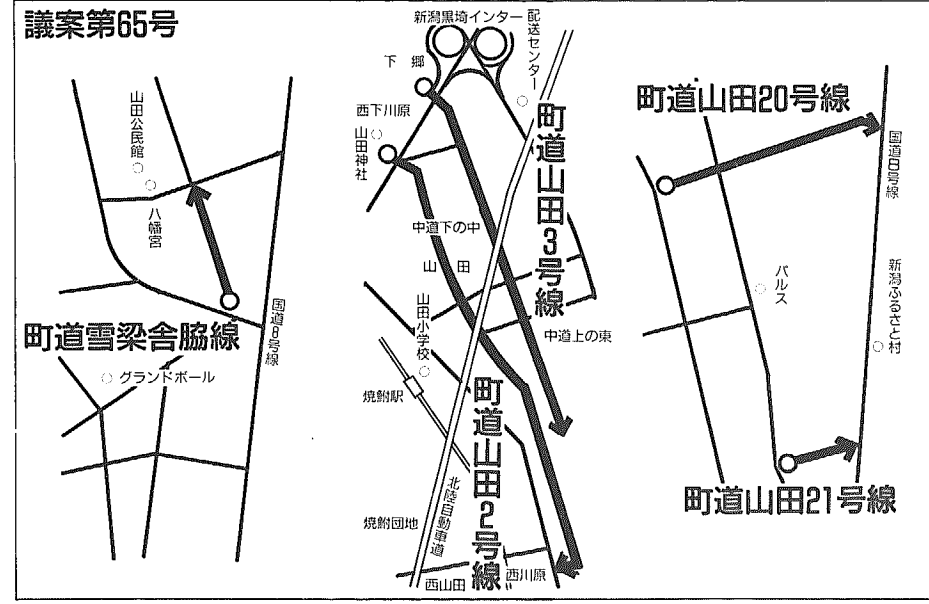 議案第65号
山田公民館
八幡宮
国道8号線
町道雪梁舎脇線
グランドボール
新潟黒埼インター
配送センター
下郷
西下川原
山田神社
町道山田3号線
中道下の中
山田
山田小学校
中道上の東
焼鮒駅
町道山田2号線
北陸自動車道
焼鮒団地
西山田
西川原
町道山田20号線
国道8号線
パルス
新潟ふるさと村
町道山田21号線